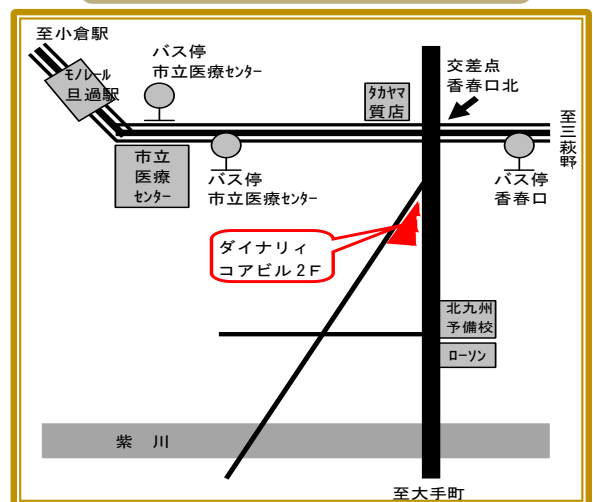 至小倉駅
バス停
市立医療センター
ﾓﾉﾚｰﾙ
旦過駅
ﾀｶﾔﾏ
質店
交差点
香春口北
至三萩野
市立
医療
ｾﾝﾀｰ
バス停
市立医療センター
バス停
香春口
ダイナリィ
コアビル2F
北九州
予備校
ﾛｰｿﾝ
紫 川
至大手町